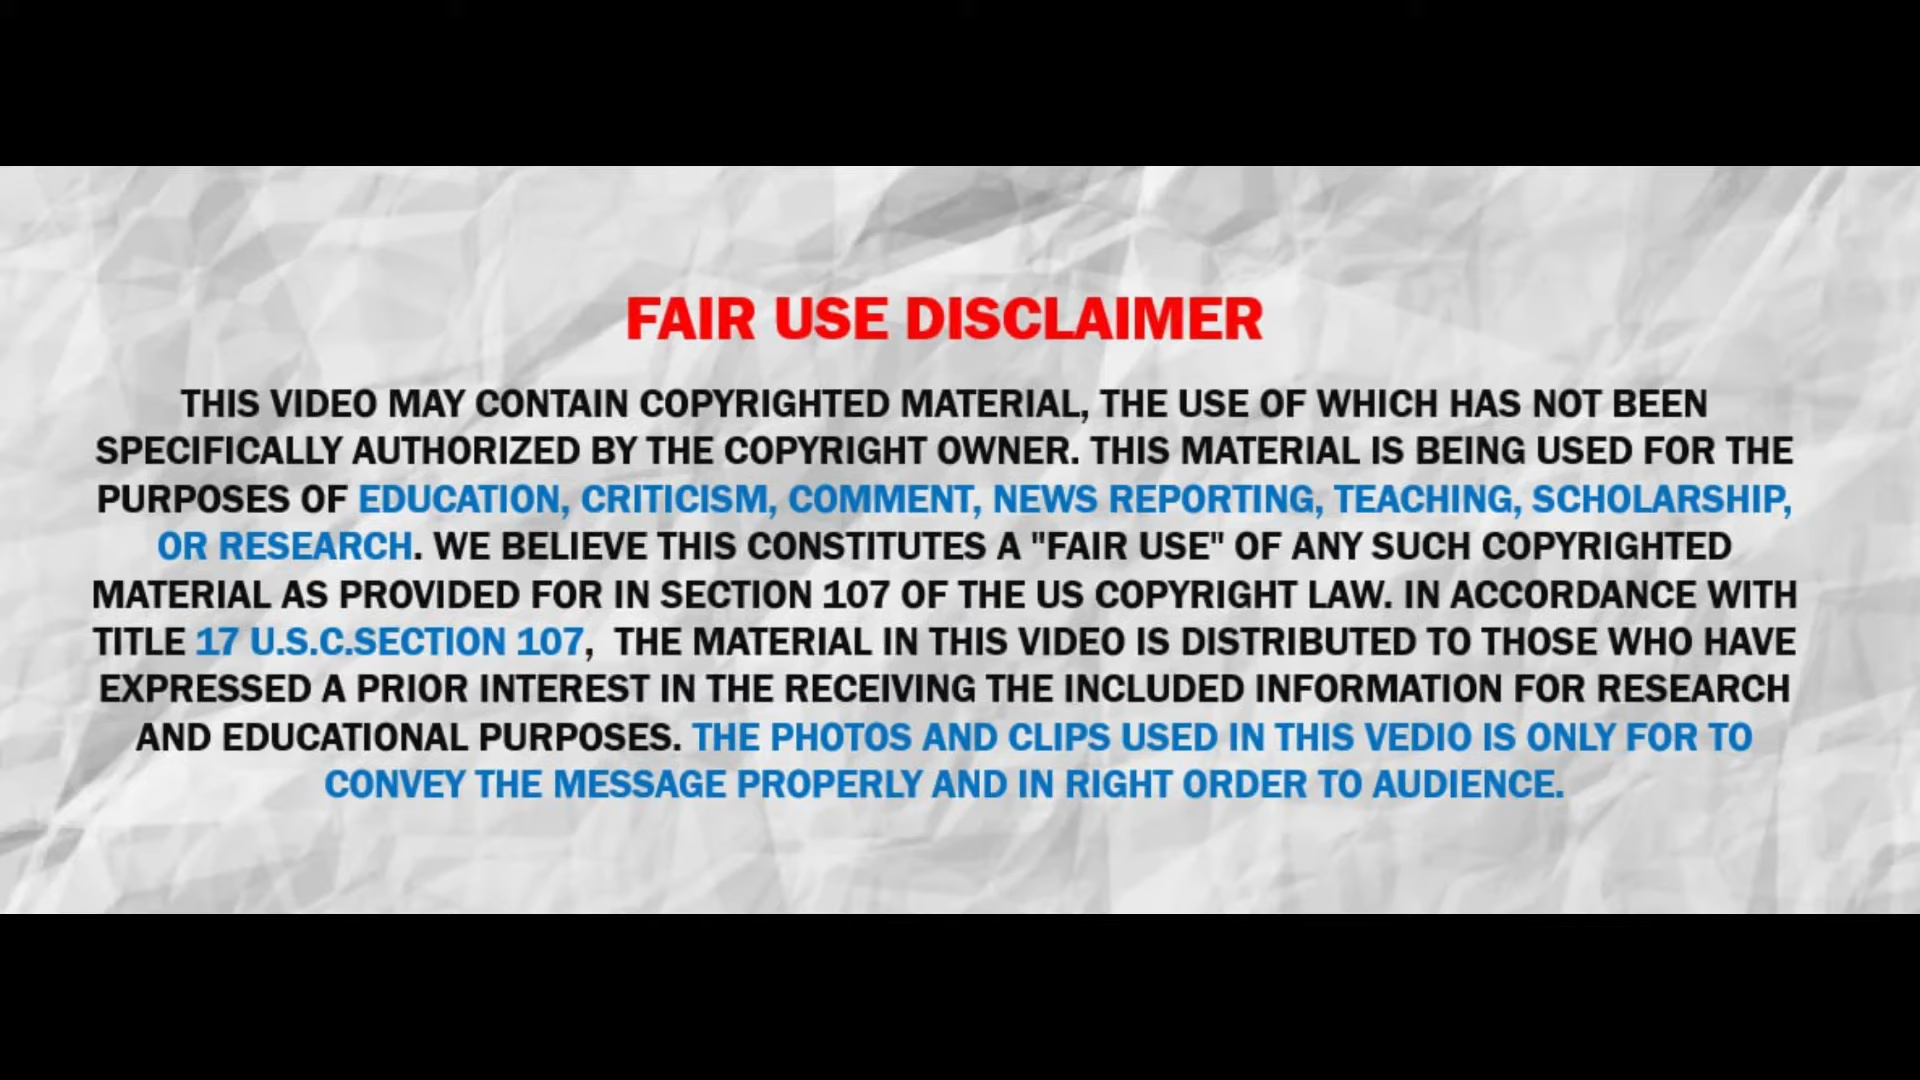 FAIR USE DISCLAIMER
THIS VIDEO MAY CONTAIN COPYRIGHTED MATERIAL, THE USE OF WHICH HAS NOT BEEN
SPECIFICALLY AUTHORIZED BY THE COPYRIGHT OWNER. THIS MATERIAL IS BEING USED FOR THE
PURPOSES OF EDUCATION, CRITICISM, COMMENT, NEWS REPORTING, TEACHING, SCHOLARSHIP,
OR RESEARCH. WE BELIEVE THIS CONSTITUTES A "FAIR USE" OF ANY SUCH COPYRIGHTED
MATERIAL AS PROVIDED FOR IN SECTION 107 OF THE US COPYRIGHT LAW. IN ACCORDANCE WITH
TITLE 17 U.S.C.SECTION 107, THE MATERIAL IN THIS VIDEO IS DISTRIBUTED TO THOSE WHO HAVE
EXPRESSED A PRIOR INTEREST IN THE RECEIVING THE INCLUDED INFORMATION FOR RESEARCH
AND EDUCATIONAL PURPOSES. THE PHOTOS AND CLIPS USED IN THIS VEDIO IS ONLY FOR TO
CONVEY THE MESSAGE PROPERLY AND IN RIGHT ORDER TO AUDIENCE.